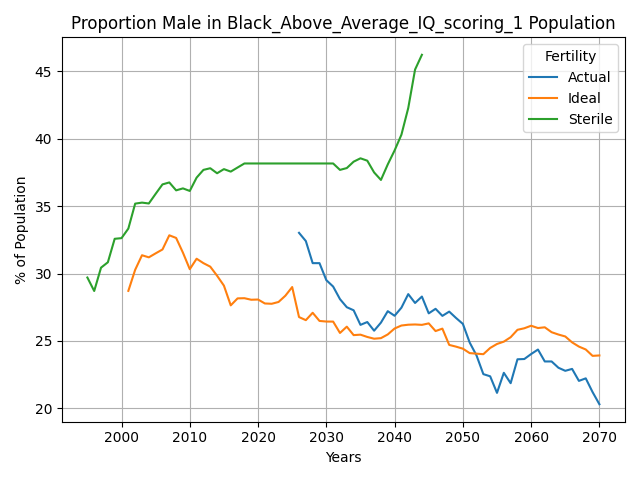 Proportion Male in Black_Above_Average_IQ_scoring_1 Population
Fertility
Actual
Ideal
Sterile
% of Population
45
40
35
30
25
20
2000 2010 2020 2030 2040 2050 2060 2070
Years